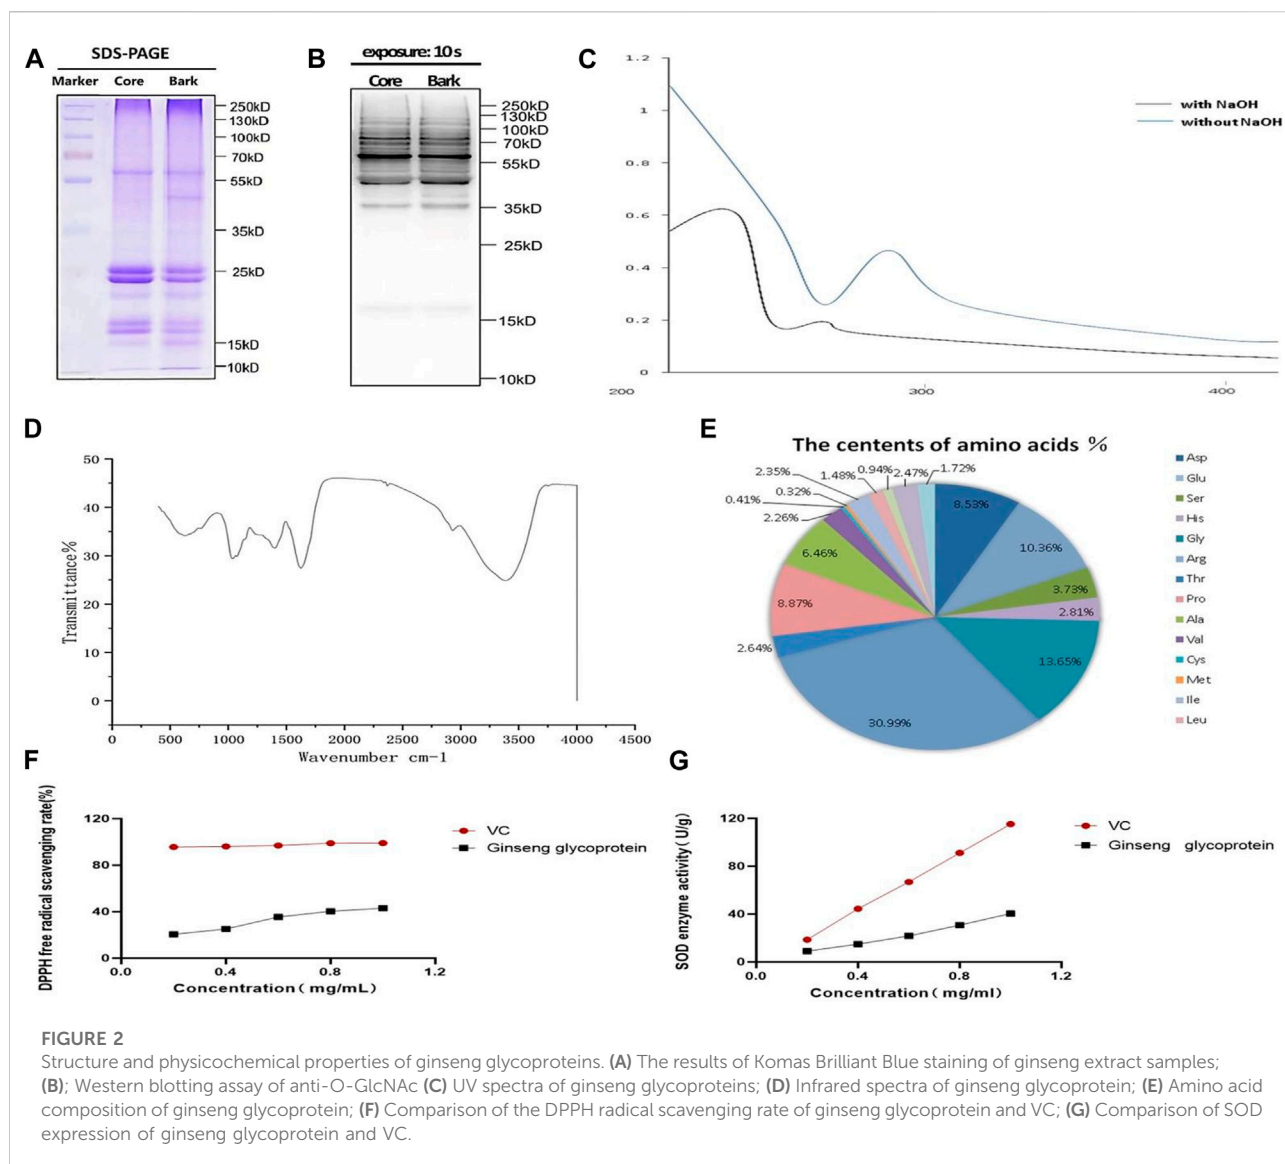 A
SDS-PAGE
Marker Core Bark
250kD
130kD
100kD
70kD
55kD
35kD
25kD
15kD
10kD
B
exposure: 10 s
Core Bark
250kD
130kD
100kD
70kD
55kD
35kD
25kD
15kD
10kD
C
1.2
1
0.8
0.6
0.4
0.2
0
200 300 400
with NaOH
without NaOH
D
Transmittance%
50
40
30
20
10
0
0 500 1000 1500 2000 2500 3000 3500 4000 4500
Wavenumber cm-1
E
The centents of amino acids %
8.53%
10.36%
3.73%
2.81%
13.65%
30.99%
2.64%
8.87%
6.46%
2.26%
0.41%
0.32%
2.35%
1.48%
0.94%
2.47%
1.72%
Asp
Glu
Ser
His
Gly
Arg
Thr
Pro
Ala
Val
Cys
Met
Ile
Leu
F
DPPH free radical scavenging rate(%)
120
80
40
0
0.0 0.4 0.8 1.2
Concentration ( mg/mL)
VC
Ginseng glycoprotein
G
SOD enzyme activity ( U/g)
120
80
40
0
0.0 0.4 0.8 1.2
Concentration ( mg/ml)
VC
Ginseng glycoprotein
FIGURE 2
Structure and physicochemical properties of ginseng glycoproteins. (A) The results of Komas Brilliant Blue staining of ginseng extract samples;
(B); Western blotting assay of anti-O-GlcNAc (C) UV spectra of ginseng glycoproteins; (D) Infrared spectra of ginseng glycoprotein; (E) Amino acid
composition of ginseng glycoprotein; (F) Comparison of the DPPH radical scavenging rate of ginseng glycoprotein and VC; (G) Comparison of SOD
expression of ginseng glycoprotein and VC.